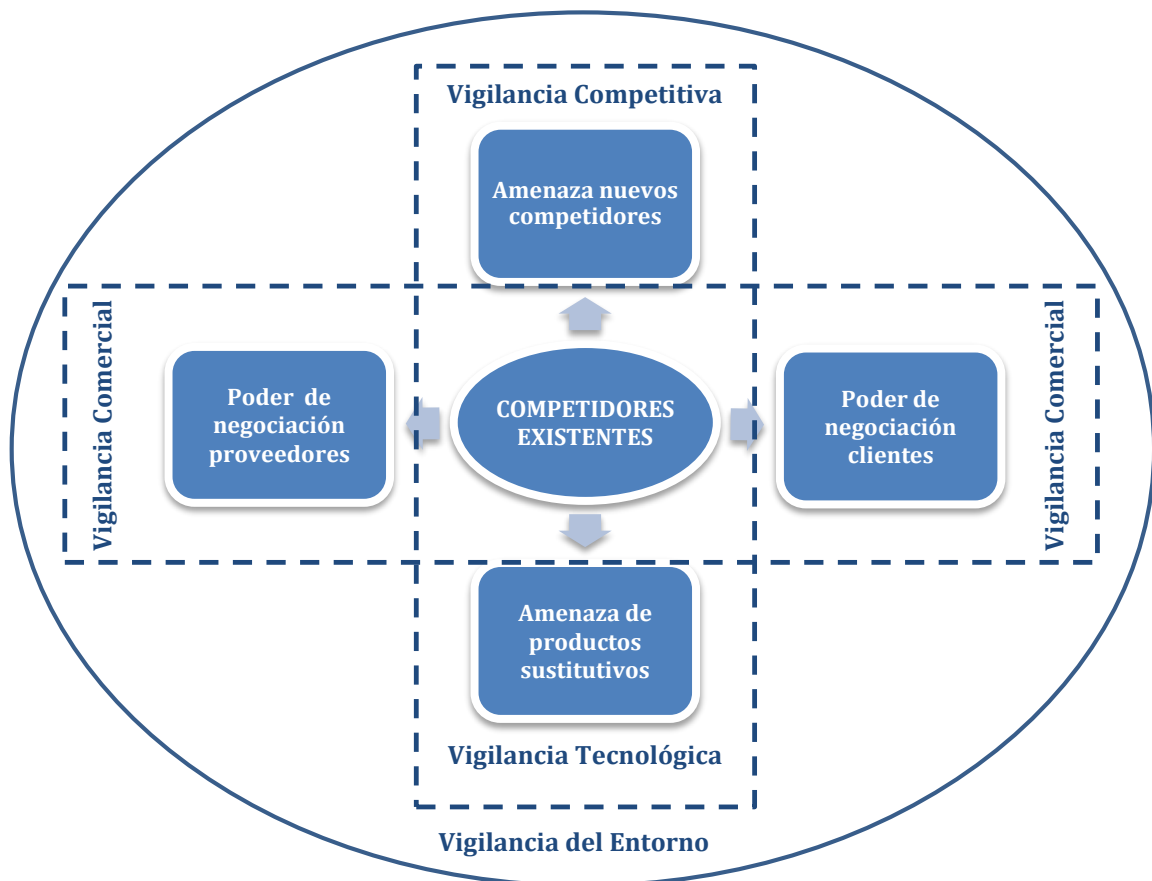 Vigilancia Competitiva
Amenaza nuevos
competidores
Vigilancia Comercial
Poder de
negociación
proveedores
COMPETIDORES
EXISTENTES
Poder de
negociación
clientes
Vigilancia Comercial
Amenaza de
productos
sustitutivos
Vigilancia Tecnológica
Vigilancia del Entorno